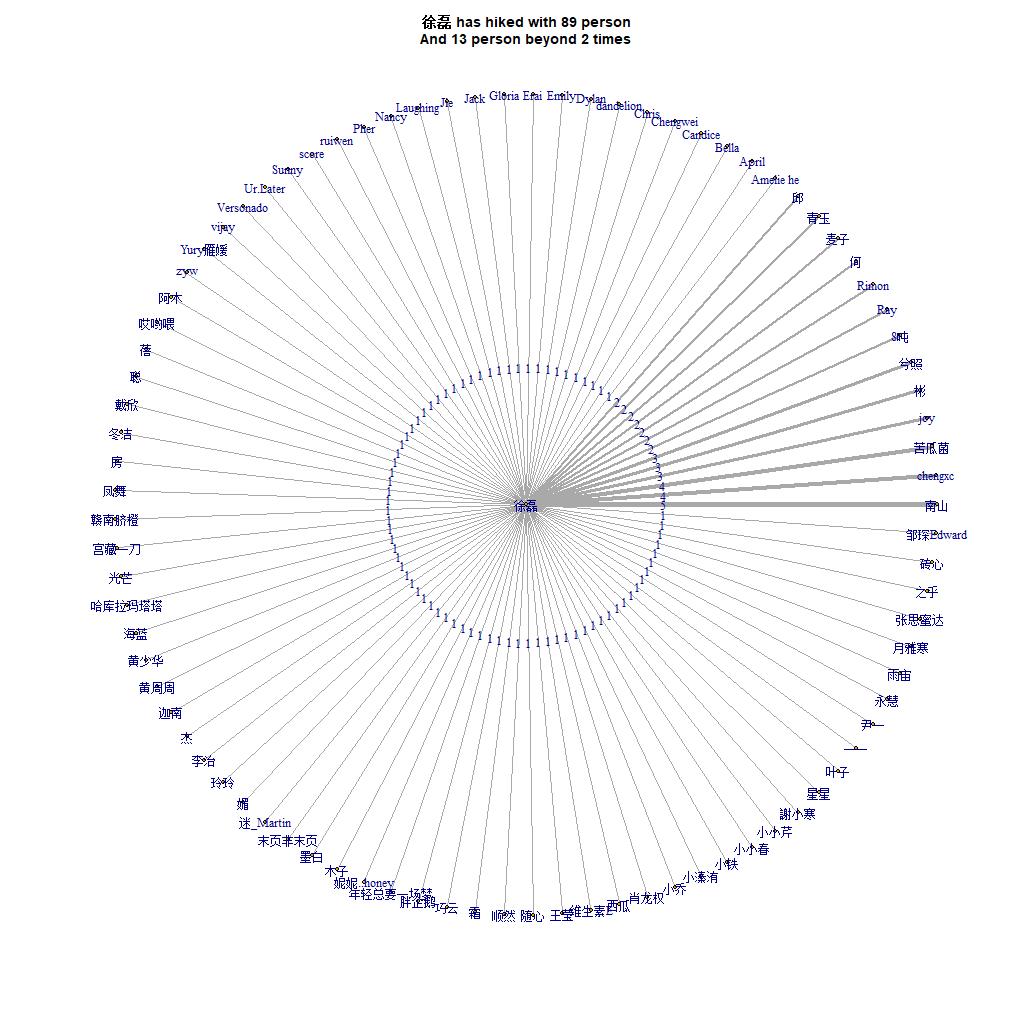 徐磊 has hiked with 89 person
And 13 person beyond 2 times
Amelie he
April
Bella
Candice
Chengwei
Chris
dandelion
Dylan
Emily
Erai
Gloria
Jack
Jie
Laughing
Nancy
Pher
ruiwen
score
Sunny
Ur.Later
Versonado
vijay
Yury雁媛
zyw
阿木
哎哟喂
蓓
聪
戴欣
冬洁
房
凤舞
赣南脐橙
宫藏一刀
光芒
哈库拉玛塔塔
海蓝
黄少华
黄周周
迦南
杰
李治
玲玲
媚
迷_Martin
末页非末页
墨白
木子
妮妮..honey
年轻总要一场梦
胖企鹅
巧云
霜
顺然
随心
王莹
维生素E
西瓜
肖龙权
小乔
小溱洧
小铁
小小春
小小芹
謝小寒
星星
叶子
一一
尹一
永慧
雨宙
月雅寒
张思蜜达
之乎
砖心
邹琛Edward
南山
chengxc
苦瓜菌
joy
彬
兮照
8吨
Ray
Rimon
何
麦子
青玉
邱
徐磊
1 1 1 1 1 1 1 1 1 1 1 1 1 1 1 1 1 1 1 1 1 1 1 1 1 1 1 1 1 1 1 1 1 1 1 1 1 1 1 1 1 1 1 1 1 1 1 1 1 1 1 1 1 1 1 1 1 1 1 1 1 1 1 1 1 1 1 1 1 1 1 1 1 1 1 1
5 4 4 3 3 3 2 2 2 2 2 2 2